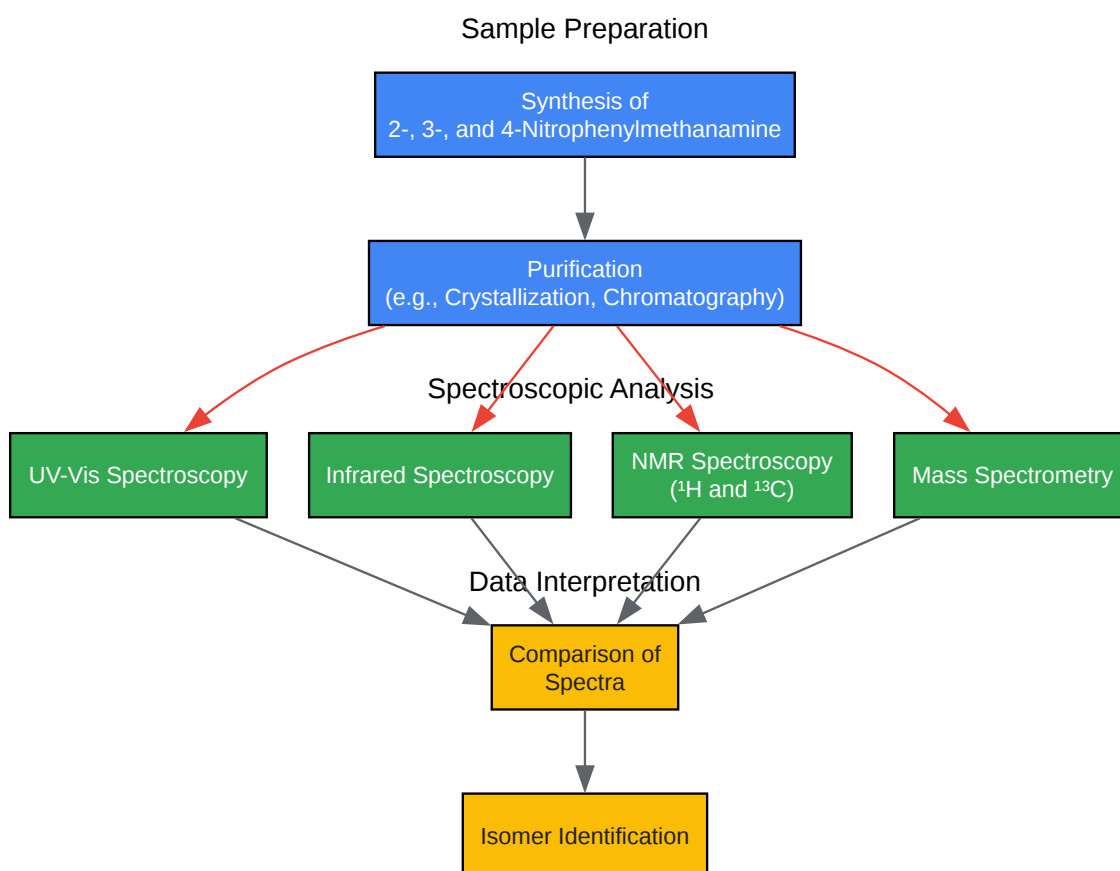 Sample Preparation
Synthesis of
2-, 3-, and 4-Nitrophenylmethanamine
Purification
(e.g., Crystallization, Chromatography)
Spectroscopic Analysis
UV-Vis Spectroscopy
Infrared Spectroscopy
NMR Spectroscopy
(¹H and ¹³C)
Mass Spectrometry
Data Interpretation
Comparison of
Spectra
Isomer Identification